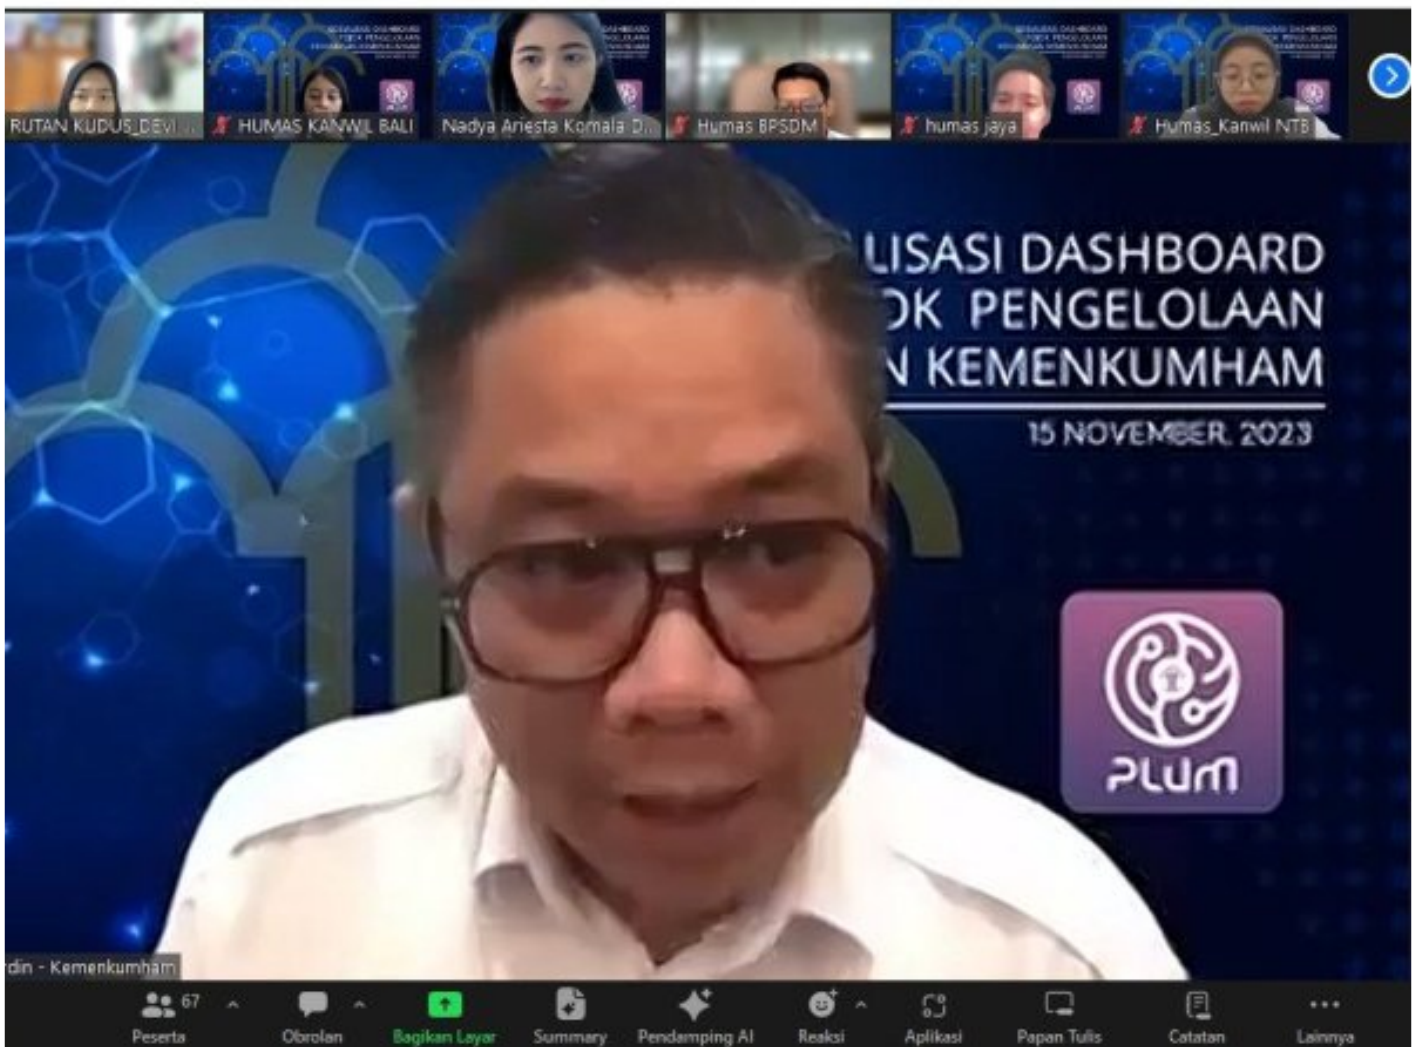 RUTAN KUDUS_DEVI ...
HUMAS KANWIL BALI
Nadya Ariesta Komala D...
Humas BPSDM
humas jaya
Humas_Kanwil NTB
LISASI DASHBOARD
OK PENGELOLAAN
N KEMENKUMHAM
15 NOVEMBER 2023
PLUM
din - Kemenkumham
67
Peserta
Obrolan
Bagikan Layar
Summary
Pendamping AI
Reaksi
Aplikasi
Papan Tulis
Catatan
Lainnya